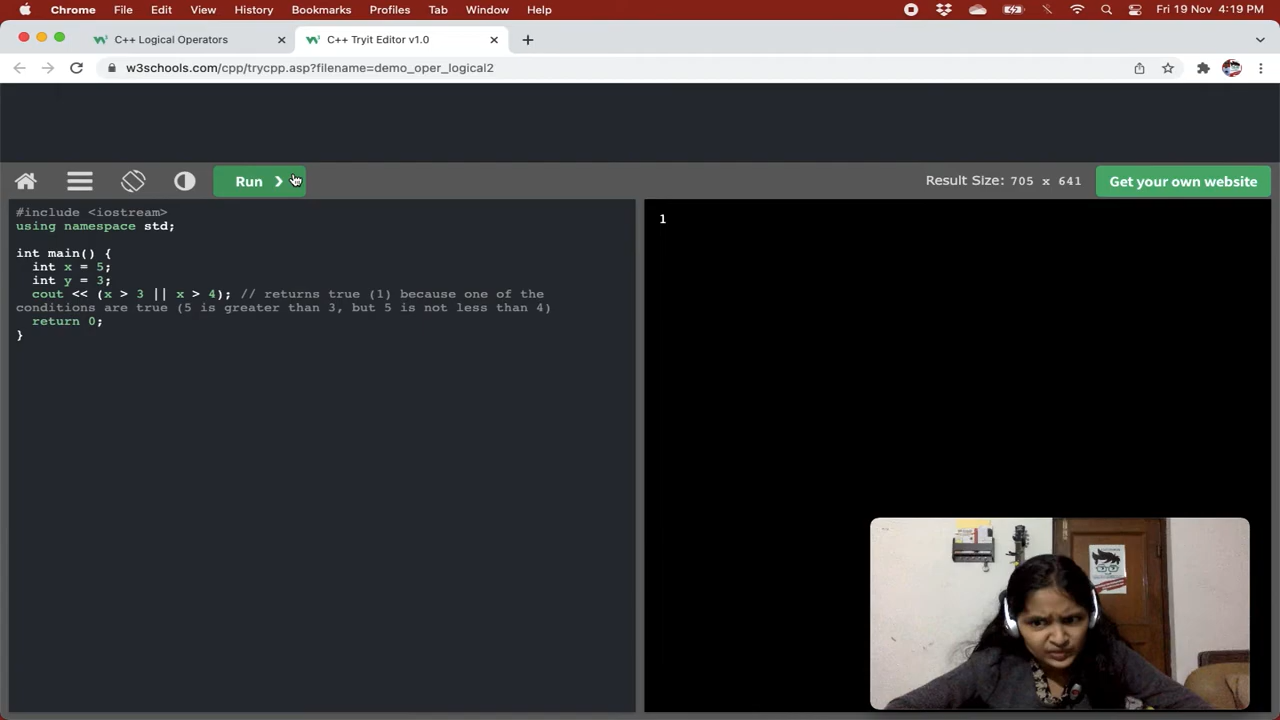 Chrome File Edit View History Bookmarks Profiles Tab Window Help Fri 19 Nov 4:19 PM
C++ Logical Operators C++ Tryit Editor v1.0
w3schools.com/cpp/trycpp.asp?filename=demo_oper_logical2
Run Result Size: 705 x 641 Get your own website
#include <iostream>
using namespace std;
int main() {
int x = 5;
int y = 3;
cout << (x > 3 || x > 4); // returns true (1) because one of the
conditions are true (5 is greater than 3, but 5 is not less than 4)
return 0;
}
1